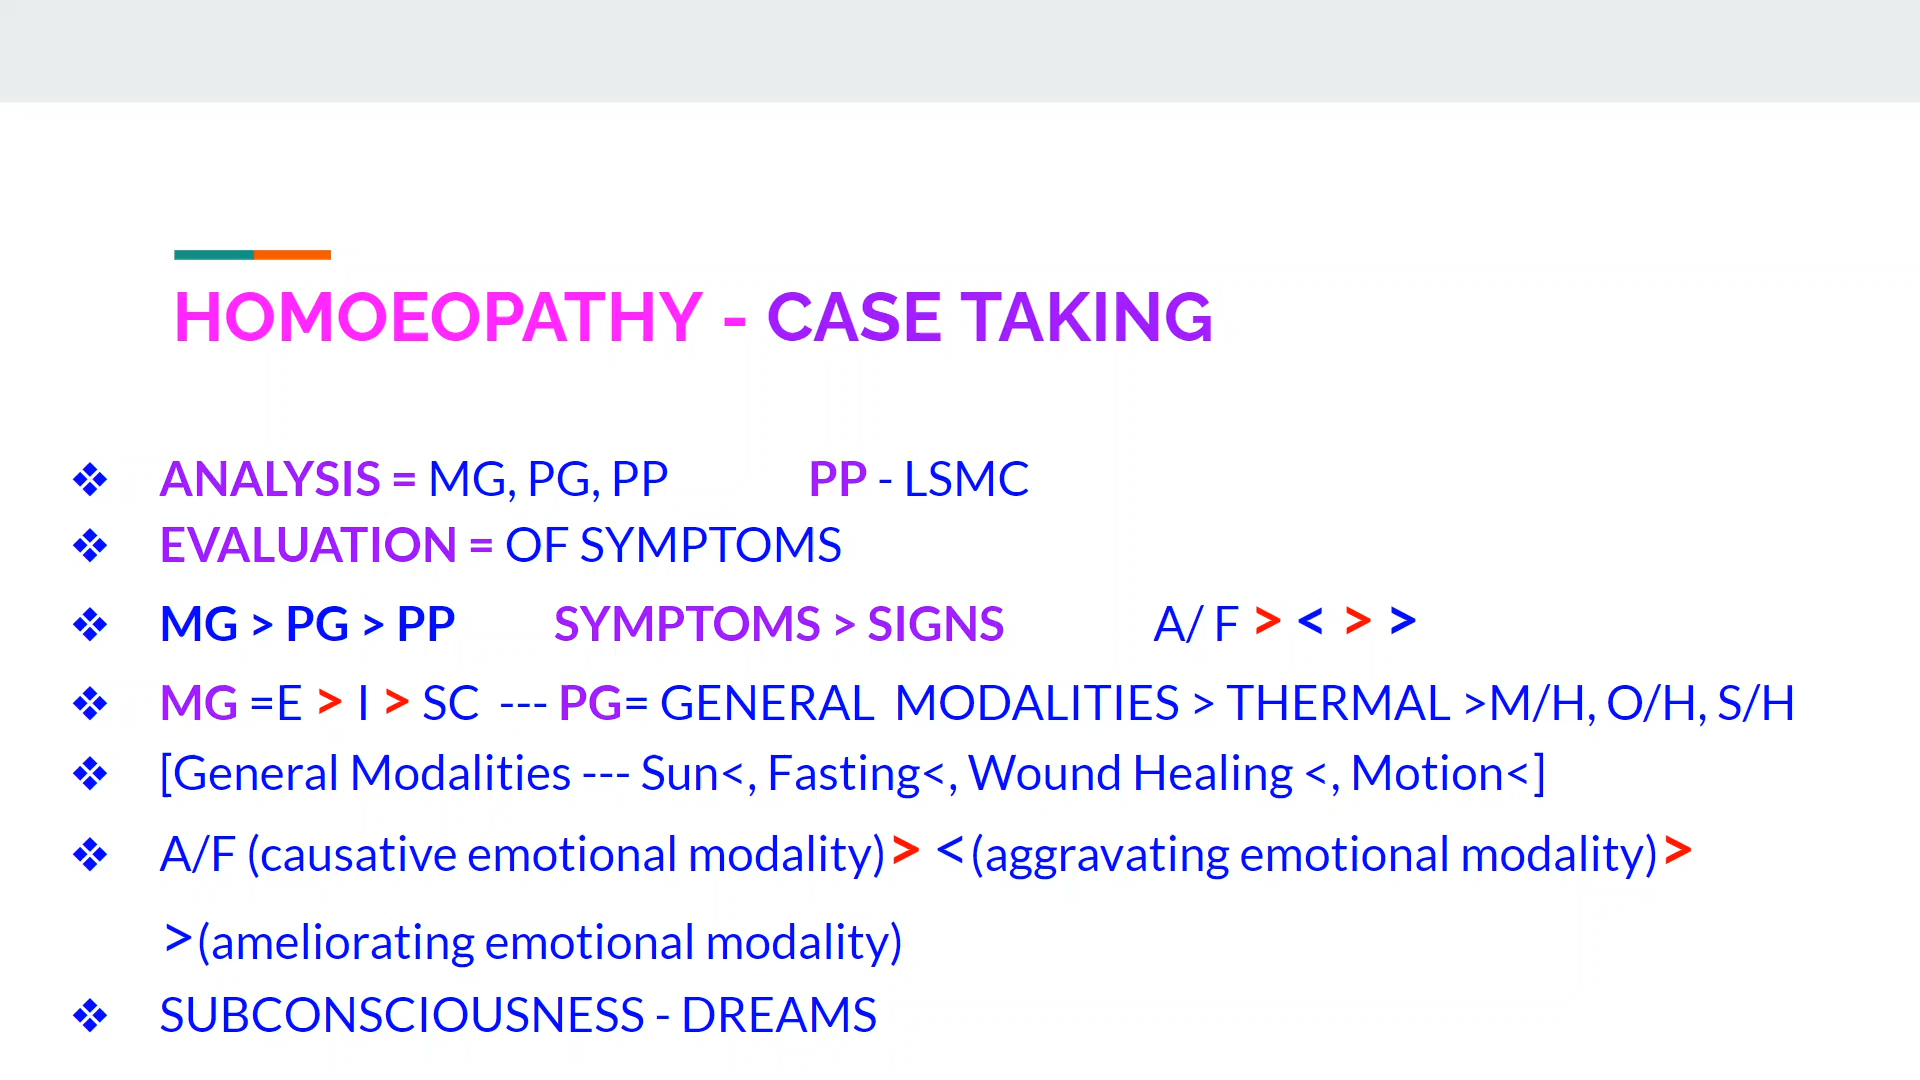 HOMOEOPATHY - CASE TAKING
❖ ANALYSIS = MG, PG, PP PP - LSMC
❖ EVALUATION = OF SYMPTOMS
❖ MG > PG > PP SYMPTOMS > SIGNS A/ F > < > >
❖ MG =E > I > SC --- PG= GENERAL MODALITIES > THERMAL >M/H, O/H, S/H
❖ [General Modalities --- Sun<, Fasting<, Wound Healing <, Motion<]
❖ A/F (causative emotional modality)> <(aggravating emotional modality)>
>(ameliorating emotional modality)
❖ SUBCONSCIOUSNESS - DREAMS